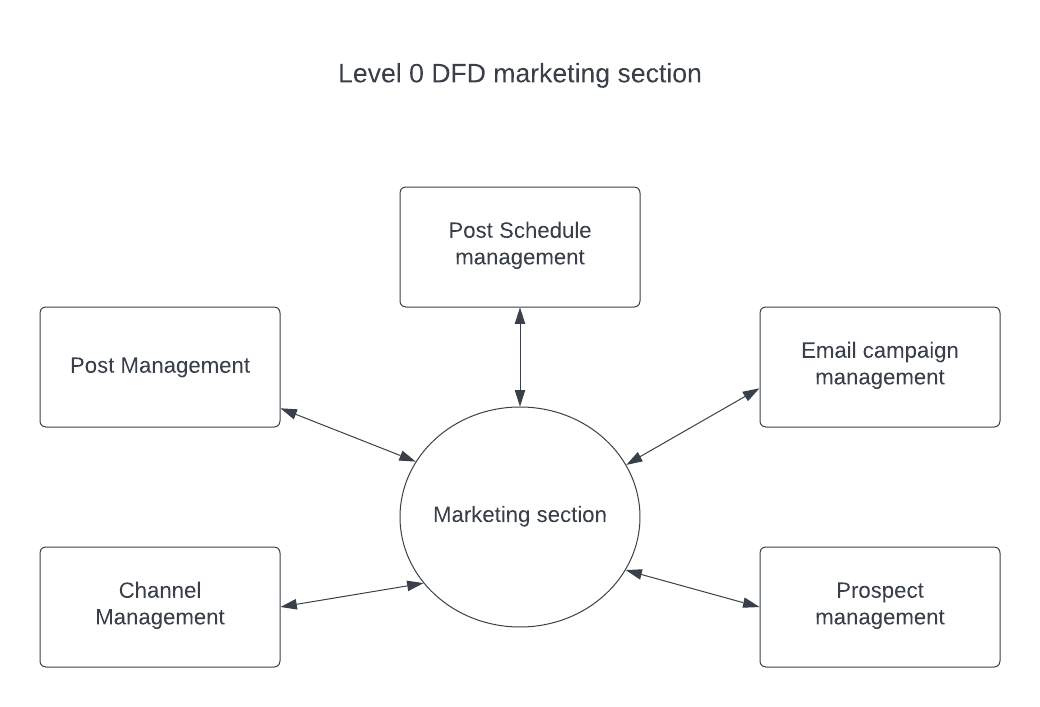 Level 0 DFD marketing section
Post Schedule
management
Post Management
Email campaign
management
Marketing section
Channel
Management
Prospect
management